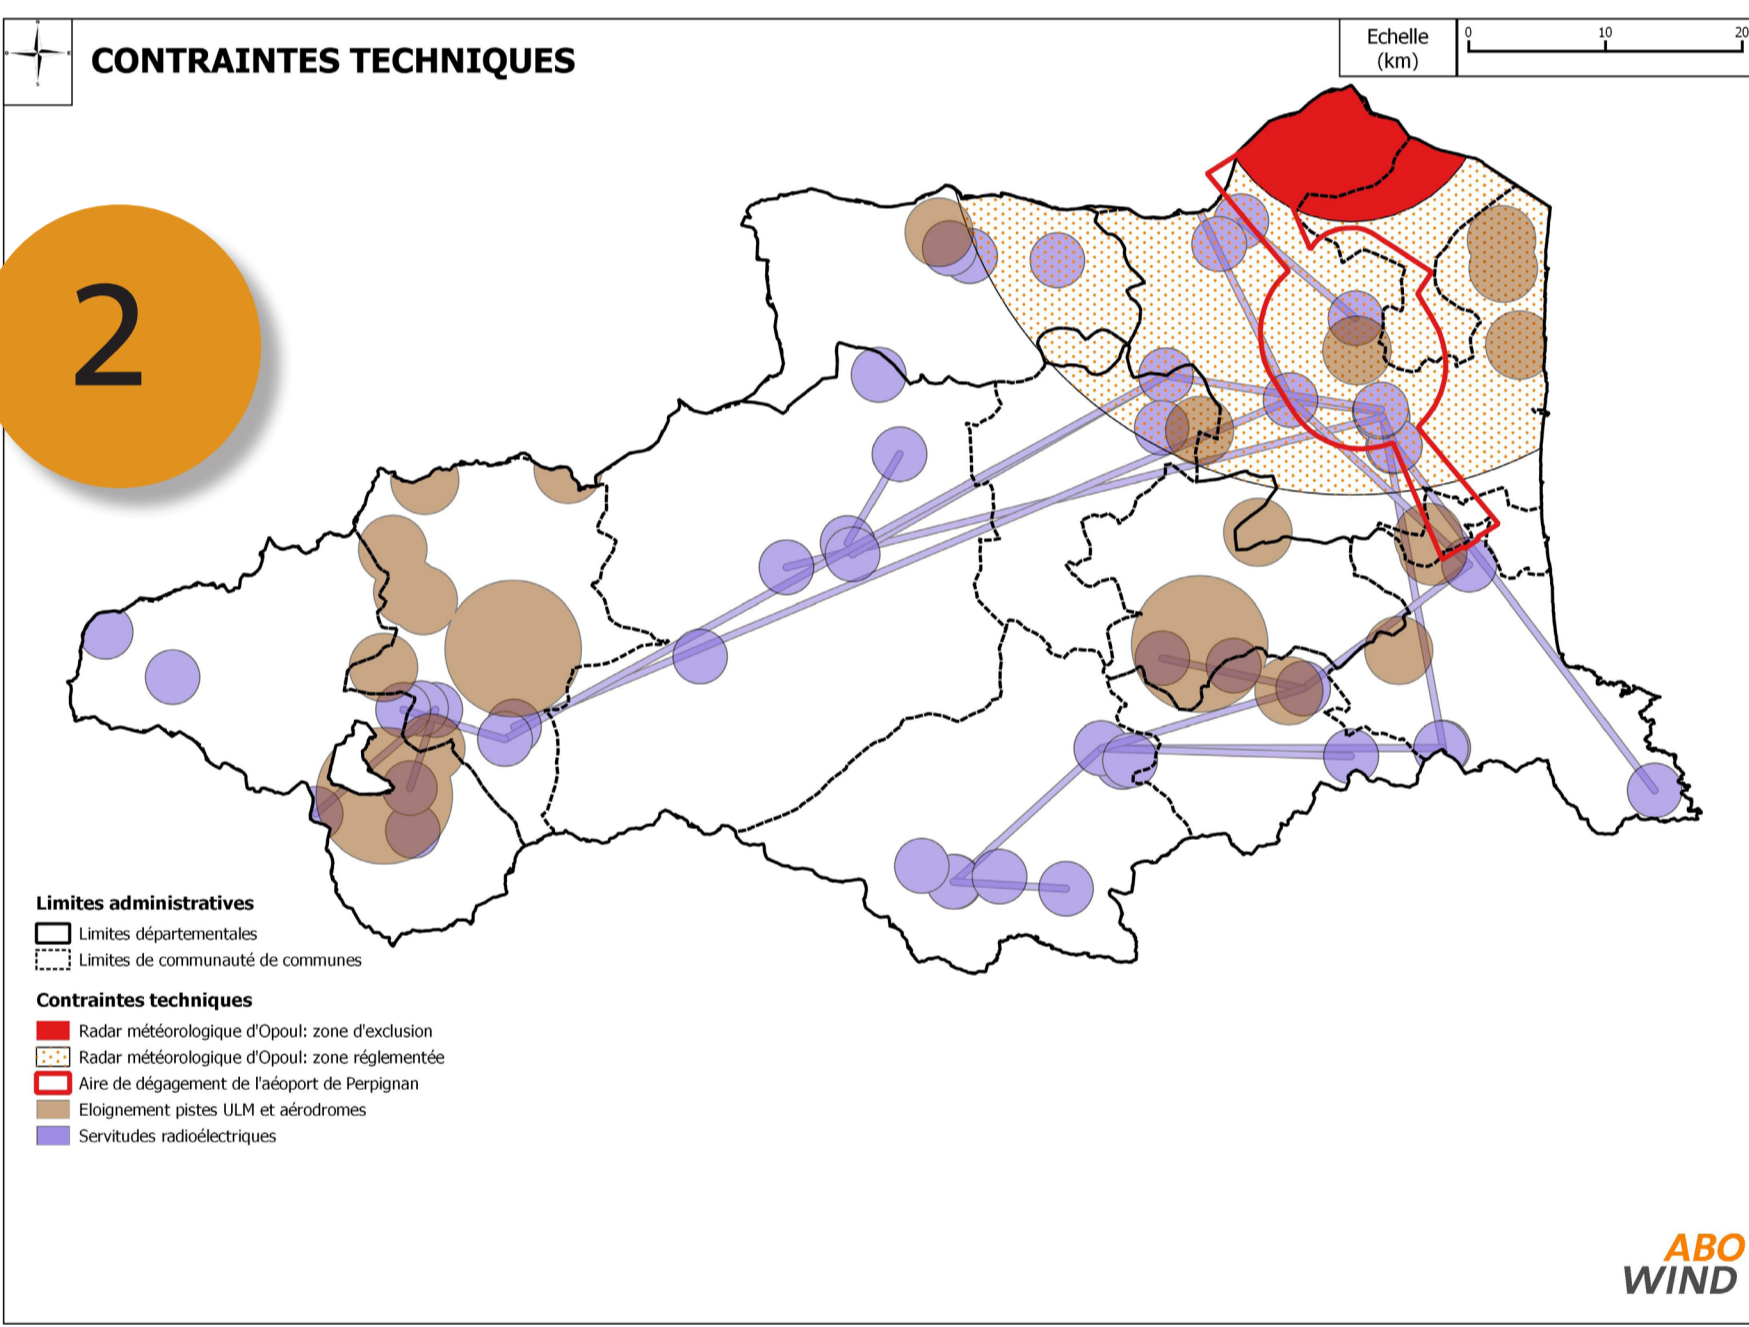 CONTRAINTES TECHNIQUES
Echelle
(km)
0 10 20
N
O E
S
2
Limites administratives
Limites départementales
Limites de communauté de communes
Contraintes techniques
Radar météorologique d'Opoul: zone d'exclusion
Radar météorologique d'Opoul: zone réglementée
Aire de dégagement de l'aéoport de Perpignan
Eloignement pistes ULM et aérodromes
Servitudes radioélectriques
ABO
WIND